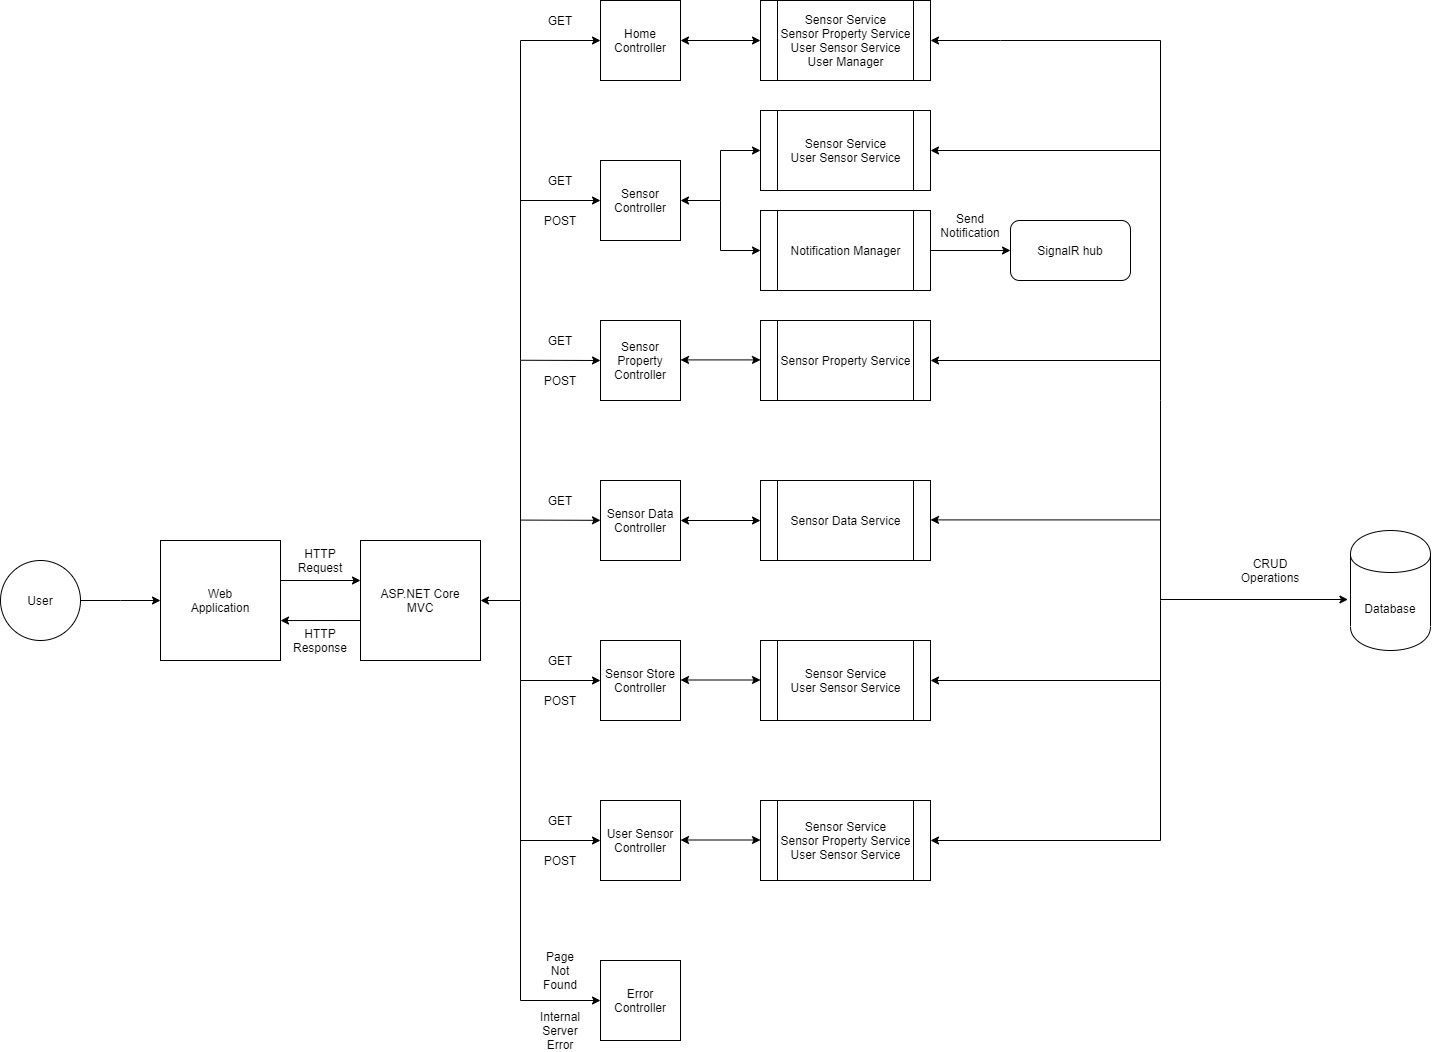 GET
Home
Controller
Sensor Service
Sensor Property Service
User Sensor Service
User Manager
GET
POST
Sensor
Controller
Sensor Service
User Sensor Service
Notification Manager
Send
Notification
SignalR hub
GET
POST
Sensor
Property
Controller
Sensor Property Service
GET
Sensor Data
Controller
Sensor Data Service
User
Web
Application
HTTP
Request
HTTP
Response
ASP.NET Core
MVC
CRUD
Operations
Database
GET
POST
Sensor Store
Controller
Sensor Service
User Sensor Service
GET
POST
User Sensor
Controller
Sensor Service
Sensor Property Service
User Sensor Service
Page
Not
Found
Internal
Server
Error
Error
Controller